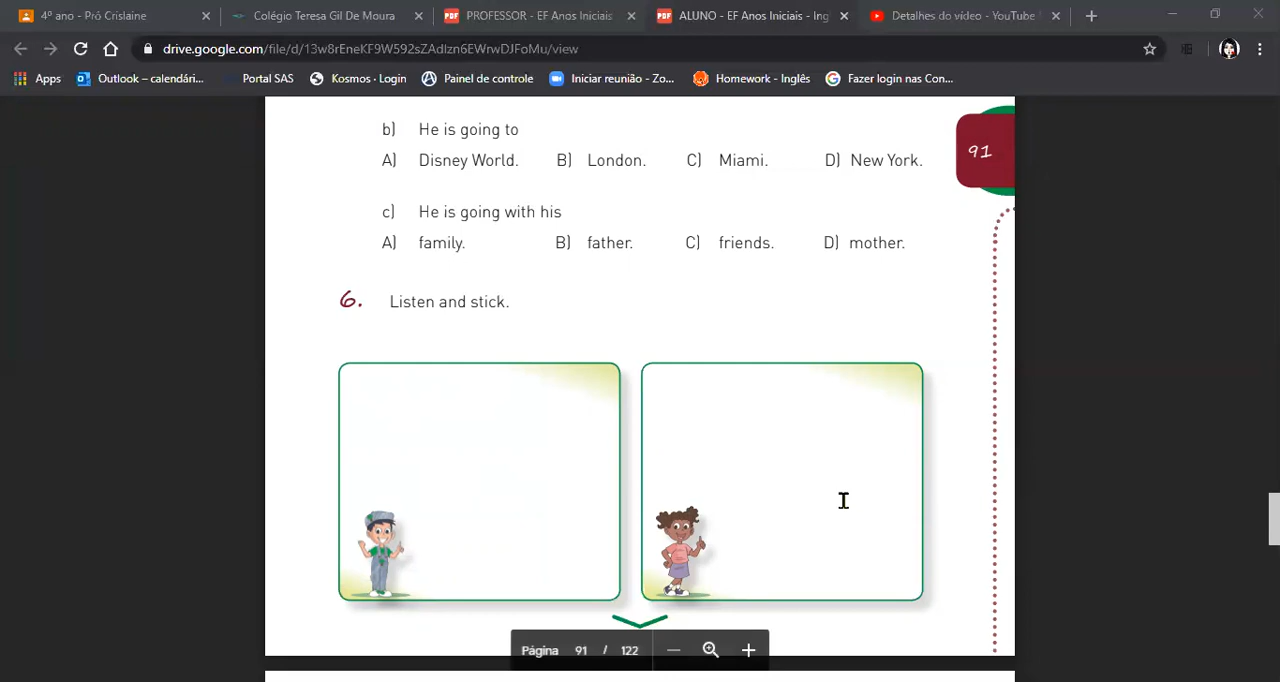 4º ano - Pró Crislaine
Colégio Teresa Gil De Moura
PROFESSOR - EF Anos Iniciais
ALUNO - EF Anos Iniciais - Ing
Detalhes do vídeo - YouTube
drive.google.com/file/d/13w8rEneKF9W592sZAdlzn6EWrwDJFoMu/view
Apps
Outlook – calendári...
Portal SAS
Kosmos · Login
Painel de controle
Iniciar reunião - Zo...
Homework - Inglês
Fazer login nas Con...
b) He is going to
91
A) Disney World. B) London. C) Miami. D) New York.
c) He is going with his
A) family. B) father. C) friends. D) mother.
6. Listen and stick.
Página 91 / 122